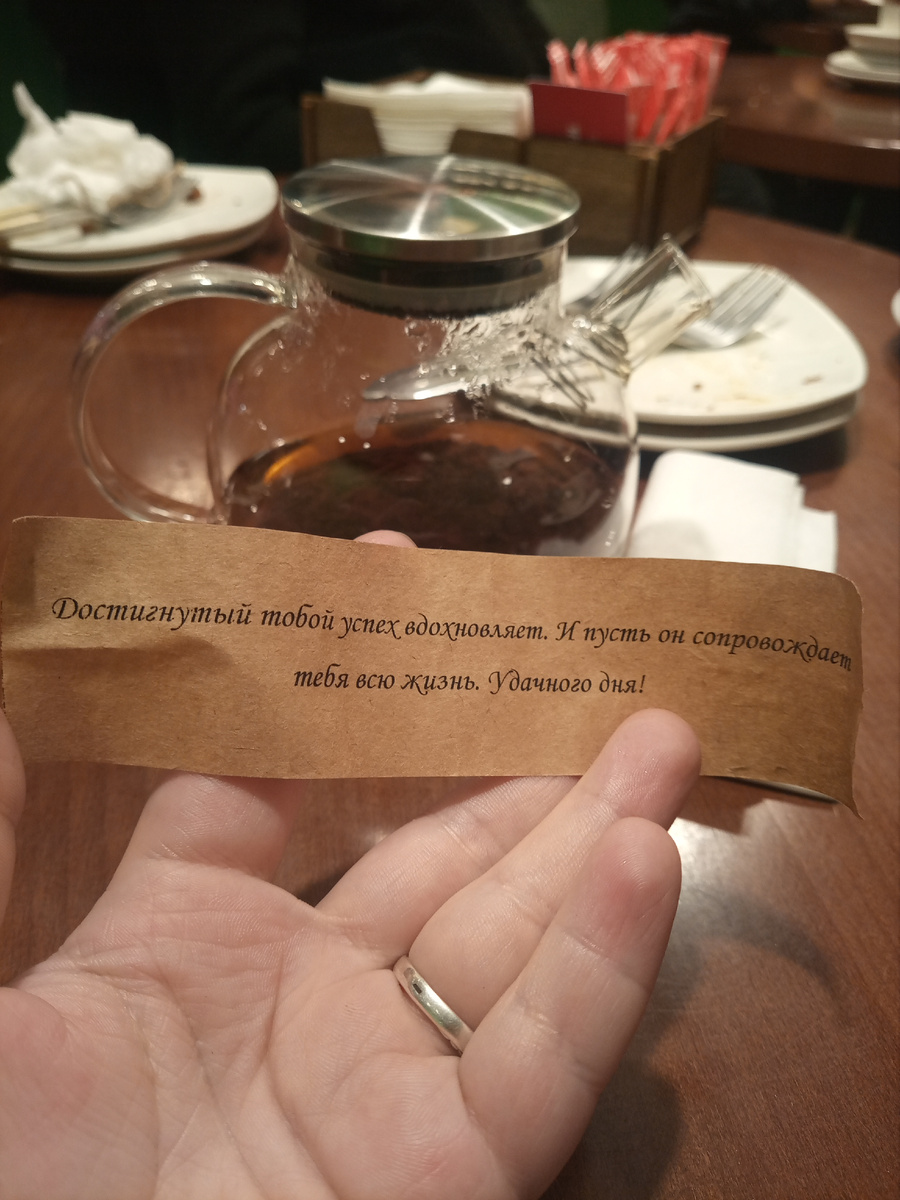 Достигнутый тобой успех вдохновляет. И пусть он сопровождает
тебя всю жизнь. Удачного дня!